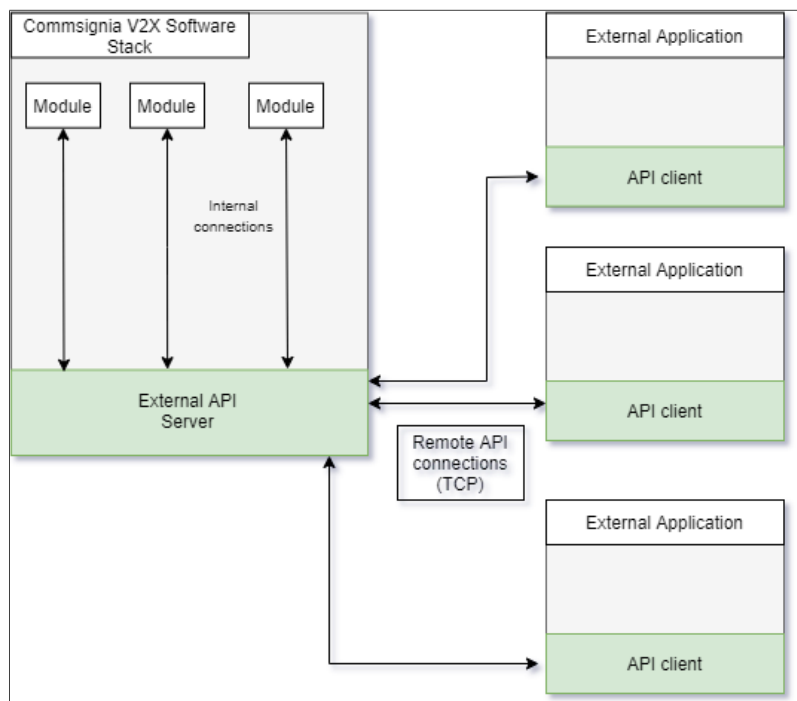 Commsignia V2X Software
Stack
Module
Module
Module
Internal
connections
External API
Server
Remote API
connections
(TCP)
External Application
API client
External Application
API client
External Application
API client